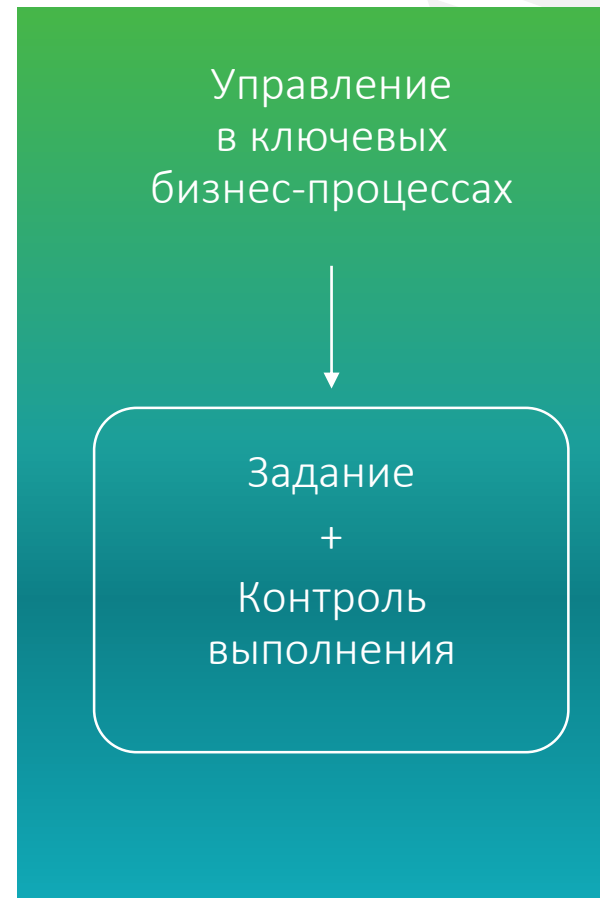 Управление
в ключевых
бизнес-процессах
Задание
+
Контроль
выполнения